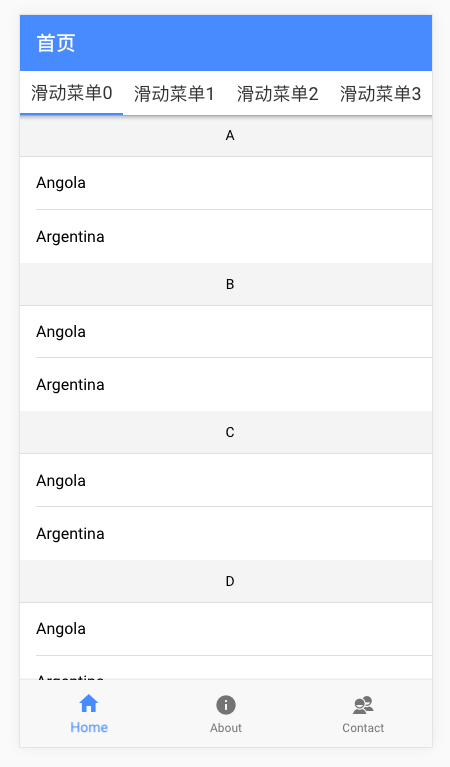 首页
滑动菜单0 滑动菜单1 滑动菜单2 滑动菜单3
A
Angola
Argentina
B
Angola
Argentina
C
Angola
Argentina
D
Angola
Argentina
Home About Contact